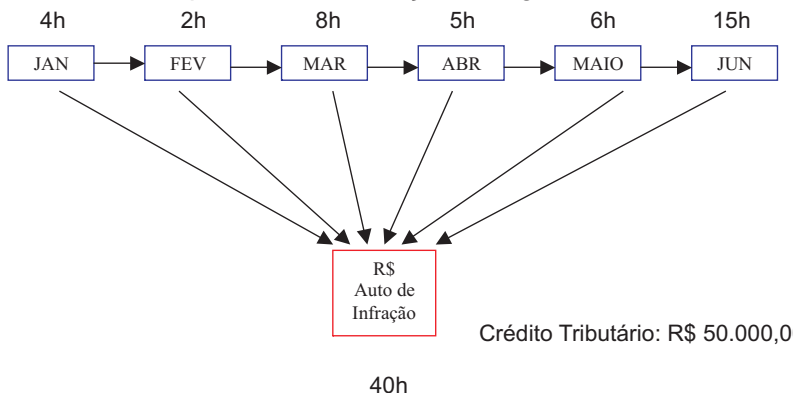 4h 2h 8h 5h 6h 15h
JAN FEV MAR ABR MAIO JUN
R$
Auto de
Infração
Crédito Tributário: R$ 50.000,0
40h